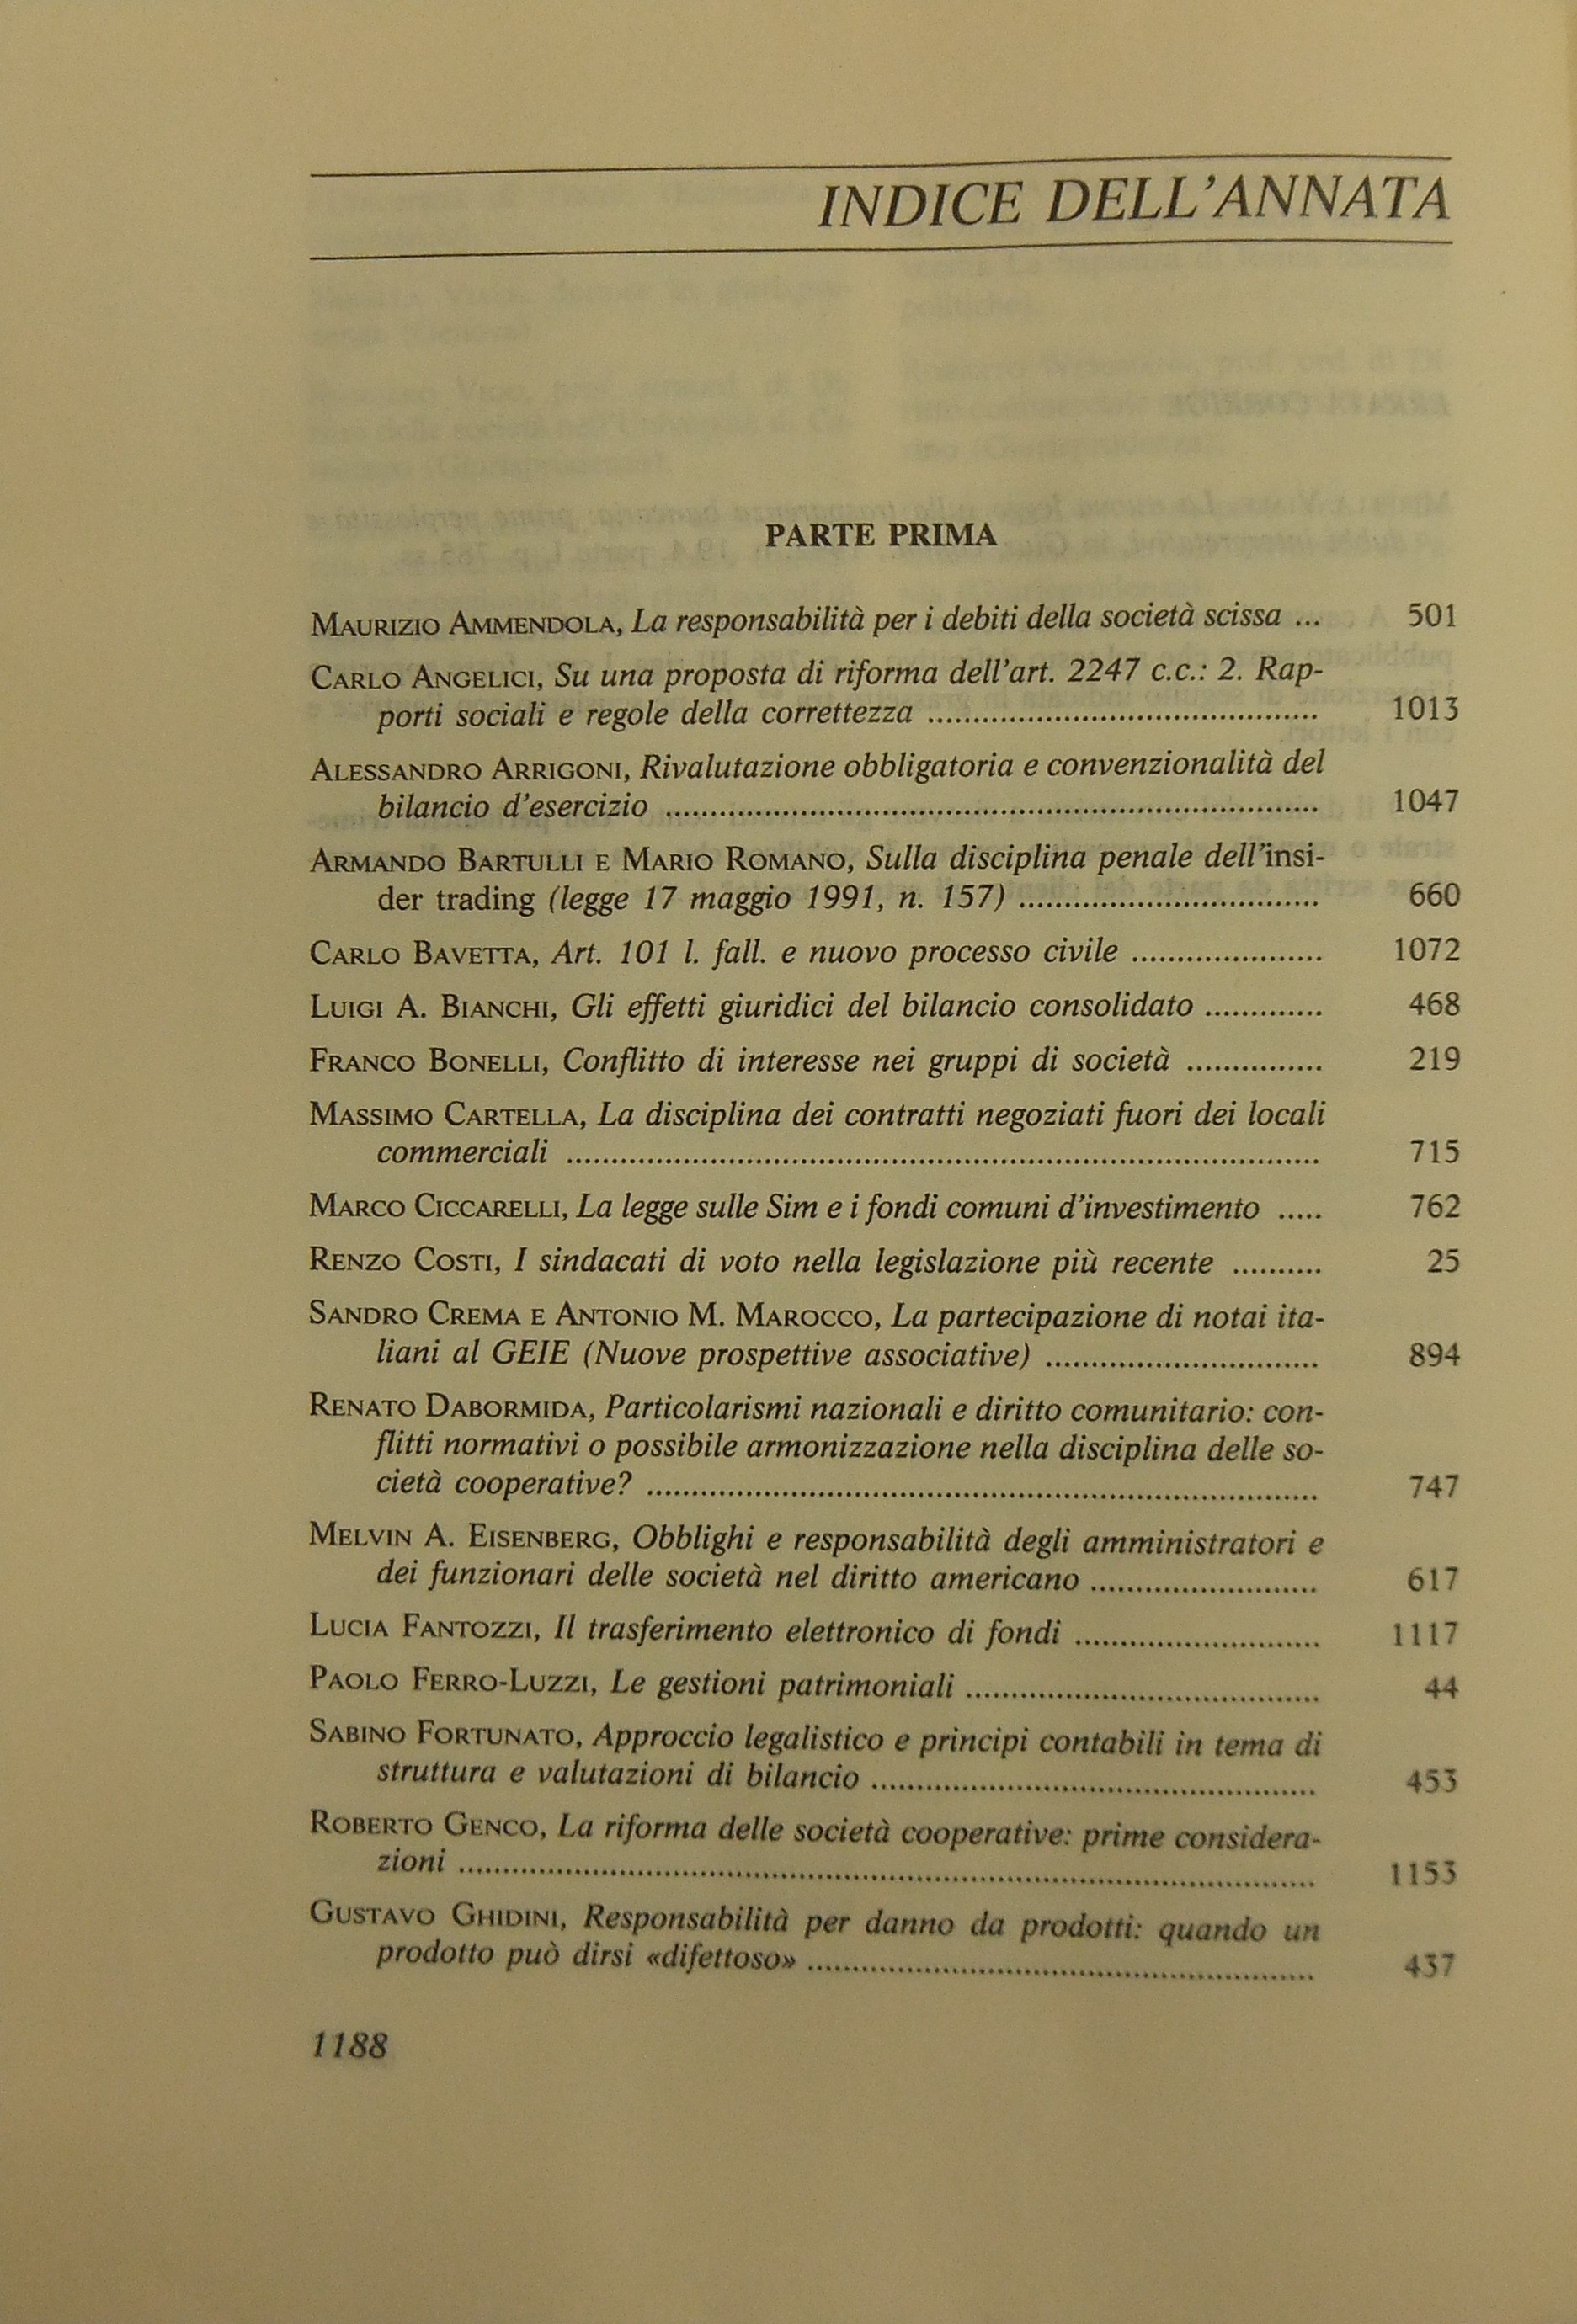 INDICE DELL'ANNATA
PARTE PRIMA
MAURIZIO AMMENDOLA, La responsabilità per i debiti della società scissa ... 501
CARLO ANGELICI, Su una proposta di riforma dell'art. 2247 c.c.: 2. Rap-
porti sociali e regole della correttezza ........................................... 1013
ALESSANDRO ARRIGONI, Rivalutazione obbligatoria e convenzionalità del
bilancio d'esercizio ......................................................................... 1047
ARMANDO BARTULLI E MARIO ROMANO, Sulla disciplina penale dell'insi-
der trading (legge 17 maggio 1991, n. 157) ................................. 660
CARLO BAVETTA, Art. 101 l. fall. e nuovo processo civile ..................... 1072
LUIGI A. BIANCHI, Gli effetti giuridici del bilancio consolidato ............. 468
FRANCO BONELLI, Conflitto di interesse nei gruppi di società ............... 219
MASSIMO CARTELLA, La disciplina dei contratti negoziati fuori dei locali
commerciali .................................................................................... 715
MARCO CICCARELLI, La legge sulle Sim e i fondi comuni d'investimento ..... 762
RENZO COSTI, I sindacati di voto nella legislazione più recente .......... 25
SANDRO CREMA E ANTONIO M. MAROCCO, La partecipazione di notai ita-
liani al GEIE (Nuove prospettive associative) .............................. 894
RENATO DABORMIDA, Particolarismi nazionali e diritto comunitario: con-
flitti normativi o possibile armonizzazione nella disciplina delle so-
cietà cooperative? ........................................................................... 747
MELVIN A. EISENBERG, Obblighi e responsabilità degli amministratori e
dei funzionari delle società nel diritto americano ......................... 617
LUCIA FANTOZZI, Il trasferimento elettronico di fondi ........................... 1117
PAOLO FERRO-LUZZI, Le gestioni patrimoniali ....................................... 44
SABINO FORTUNATO, Approccio legalistico e principi contabili in tema di
struttura e valutazioni di bilancio ................................................. 453
ROBERTO GENCO, La riforma delle società cooperative: prime considera-
zioni ............................................................................................... 1153
GUSTAVO GHIDINI, Responsabilità per danno da prodotti: quando un
prodotto può dirsi «difettoso» ........................................................ 437
1188